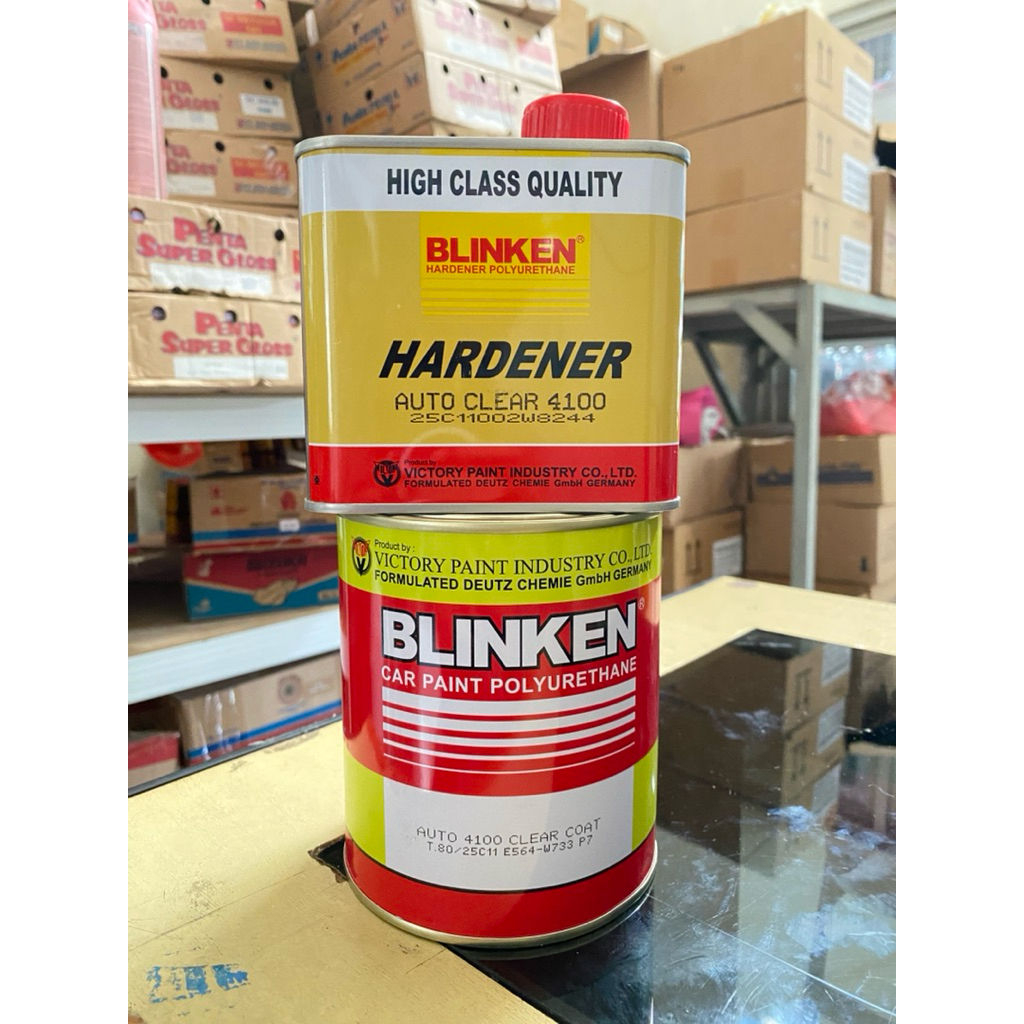 HIGH CLASS QUALITY
BLINKEN®
HARDENER POLYURETHANE
HARDENER
AUTO CLEAR 4100
25C11002W8244
Product by :
VICTORY PAINT INDUSTRY CO., LTD.
FORMULATED DEUTZ CHEMIE GmbH GERMANY
Product by :
VICTORY PAINT INDUSTRY CO., LTD.
FORMULATED DEUTZ CHEMIE GmbH GERMANY
BLINKEN®
CAR PAINT POLYURETHANE
AUTO 4100 CLEAR COAT
T.80/25C11 E564-W733 P7
PENTA
SUPER GLOSS
PENTA
SUPER GLOSS